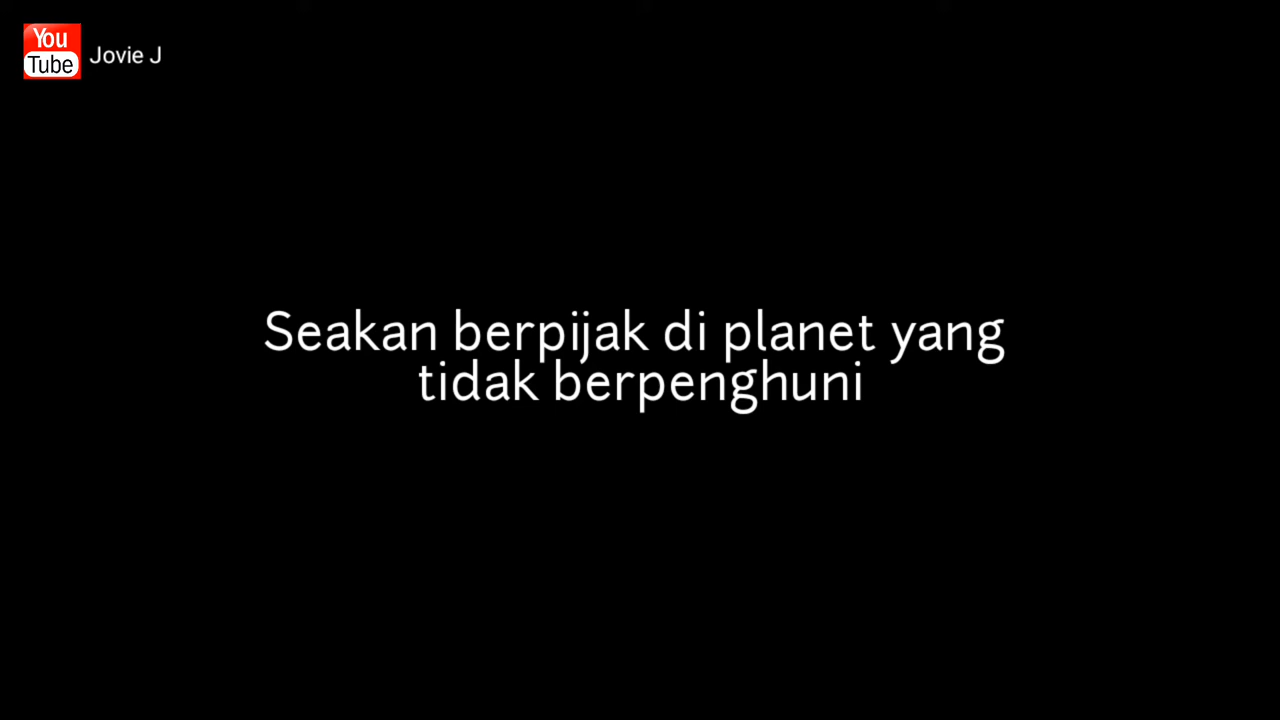 You
Tube
Jovie J
Seakan berpijak di planet yang
tidak berpenghuni